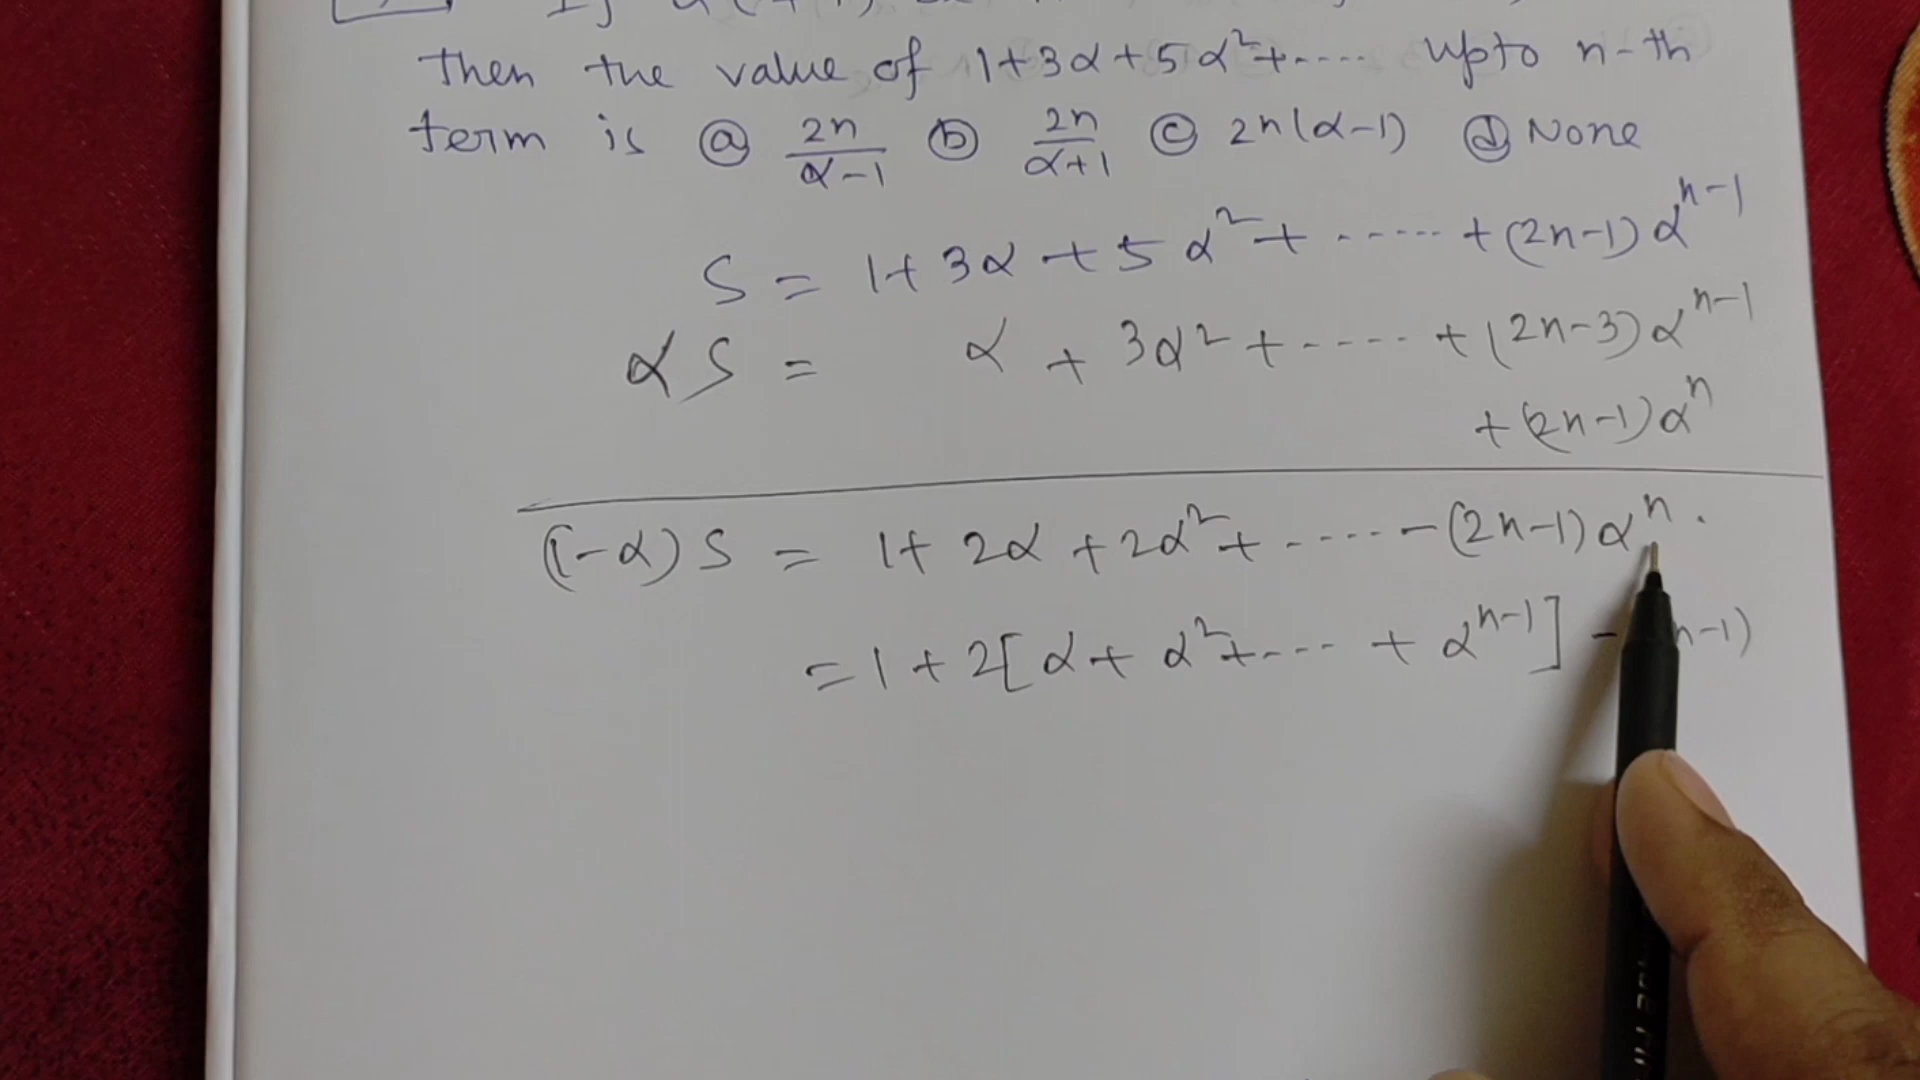 then the value of 1+3α+5α²+.... upto n-th
term is ⓐ 2n/(α-1) ⓑ 2n/(α+1) ⓒ 2n(α-1) ⓓ None
S = 1+3α+5α²+.....+(2n-1)α^(n-1)
αS = α+3α²+.....+(2n-3)α^(n-1)
+(2n-1)α^n
(1-α)S = 1+2α+2α²+.....-(2n-1)α^n.
=1+2[α+α²+....+α^(n-1)] - n-1)